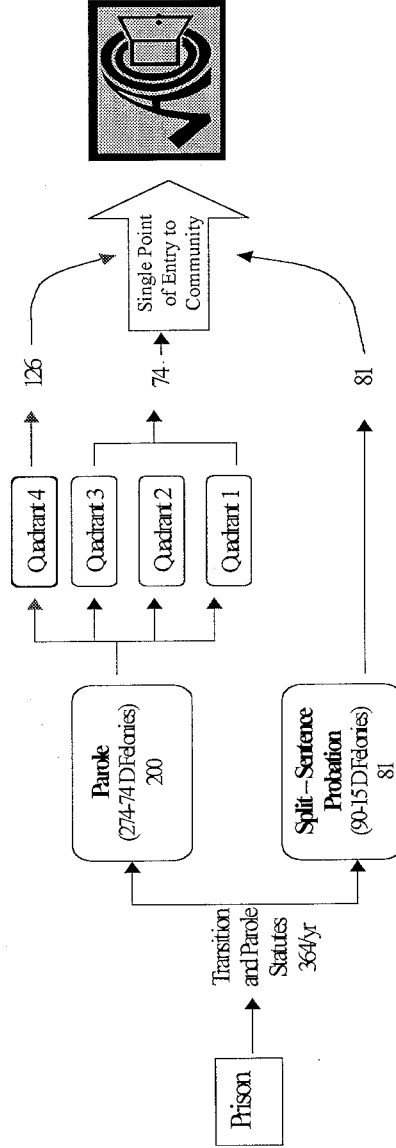 Prison
Transition
and Parole
Statutes
364/yr
Parole
(274-74 D Felonies)
200
Split – Sentence
Probation
(90-15 D Felonies)
81
Quadrant 4
Quadrant 3
Quadrant 2
Quadrant 1
126
74
81
Single Point
of Entry to
Community